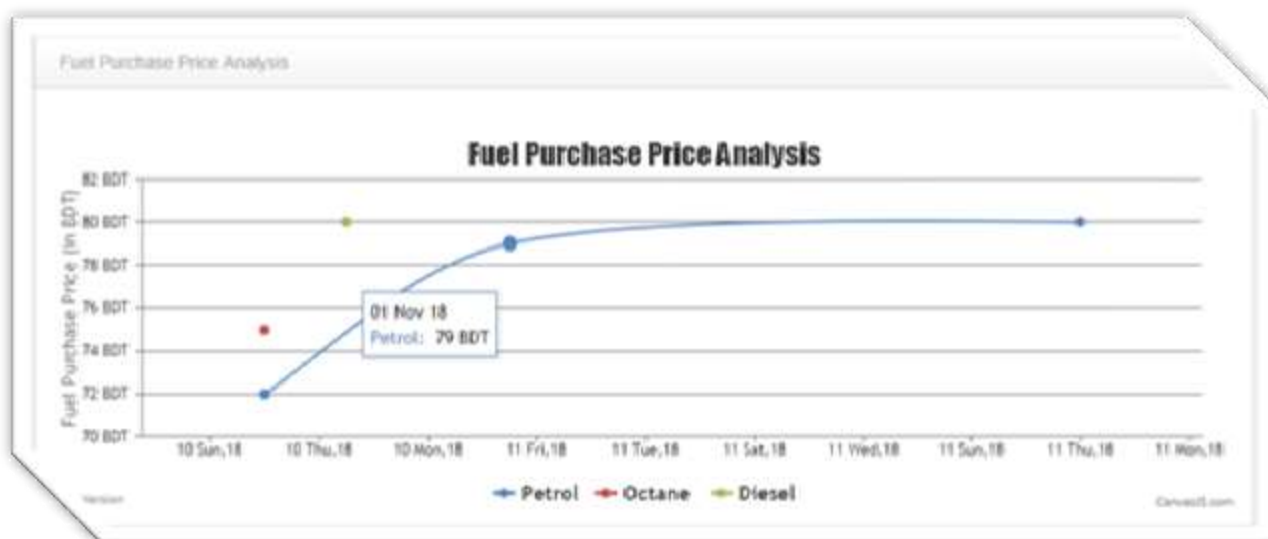 Fuel Purchase Price Analysis
Fuel Purchase Price Analysis
Fuel Purchase Price (in BDT)
82 BDT
80 BDT
78 BDT
76 BDT
74 BDT
72 BDT
70 BDT
01 Nov 18
Petrol: 79 BDT
10 Sun,18 10 Thu,18 10 Mon,18 11 Fri,18 11 Tue,18 11 Sat,18 11 Wed,18 11 Sun,18 11 Thu,18 11 Mon,18
Petrol Octane Diesel
Version CanvasJS.com